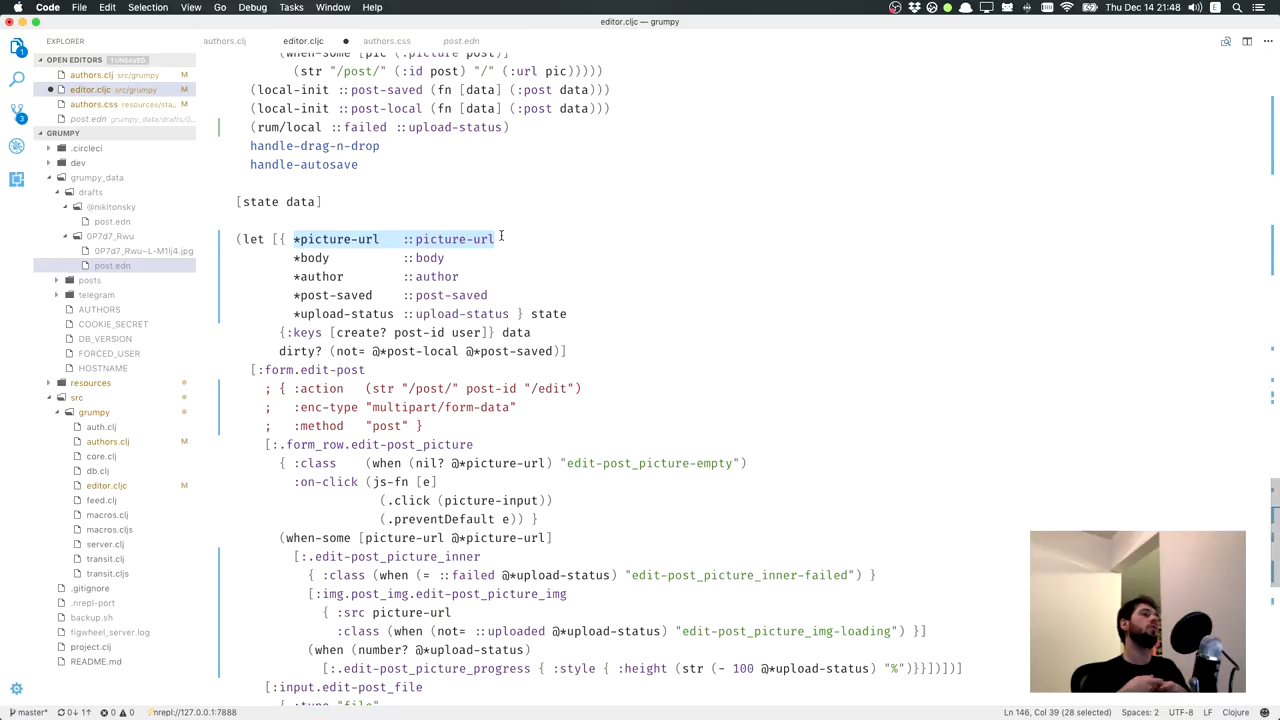 Code File Edit Selection View Go Debug Tasks Window Help
Thu Dec 14 21:48
editor.cljc — grumpy
EXPLORER
authors.clj
editor.cljc ●
authors.css
post.edn
OPEN EDITORS 1 UNSAVED
authors.clj src/grumpy M
editor.cljc src/grumpy M
authors.css resources/sta... M
post.edn grumpy_data/drafts/0...
GRUMPY
.circleci
dev
grumpy_data
drafts
@nikitonsky
post.edn
0P7d7_Rwu
0P7d7_Rwu~L-M1Ij4.jpg
post.edn
posts
telegram
AUTHORS
COOKIE_SECRET
DB_VERSION
FORCED_USER
HOSTNAME
resources
src
grumpy
auth.clj
authors.clj M
core.clj
db.clj
editor.cljc M
feed.clj
macros.clj
macros.cljs
server.clj
transit.clj
transit.cljs
.gitignore
.nrepl-port
backup.sh
figwheel_server.log
project.clj
README.md
(when-some [pic (:picture post)]
(str "/post/" (:id post) "/" (:url pic)))))
(local-init ::post-saved (fn [data] (:post data)))
(local-init ::post-local (fn [data] (:post data)))
(rum/local ::failed ::upload-status)
handle-drag-n-drop
handle-autosave
[state data]
(let [{ *picture-url ::picture-url
*body ::body
*author ::author
*post-saved ::post-saved
*upload-status ::upload-status } state
{:keys [create? post-id user]} data
dirty? (not= @*post-local @*post-saved)]
[:form.edit-post
; { :action (str "/post/" post-id "/edit")
; :enc-type "multipart/form-data"
; :method "post" }
[:.form_row.edit-post_picture
{ :class (when (nil? @*picture-url) "edit-post_picture-empty")
:on-click (js-fn [e]
(.click (picture-input))
(.preventDefault e)) }
(when-some [picture-url @*picture-url]
[:.edit-post_picture_inner
{ :class (when (= ::failed @*upload-status) "edit-post_picture_inner-failed") }
[:img.post_img.edit-post_picture_img
{ :src picture-url
:class (when (not= ::uploaded @*upload-status) "edit-post_picture_img-loading") }]
(when (number? @*upload-status)
[:.edit-post_picture_progress { :style { :height (str (- 100 @*upload-status) "%")}}])])]
[:input.edit-post_file
{ :type "file"
master* 0↓ 1↑ 0 0 nrepl://127.0.0.1:7888
Ln 146, Col 39 (28 selected) Spaces: 2 UTF-8 LF Clojure